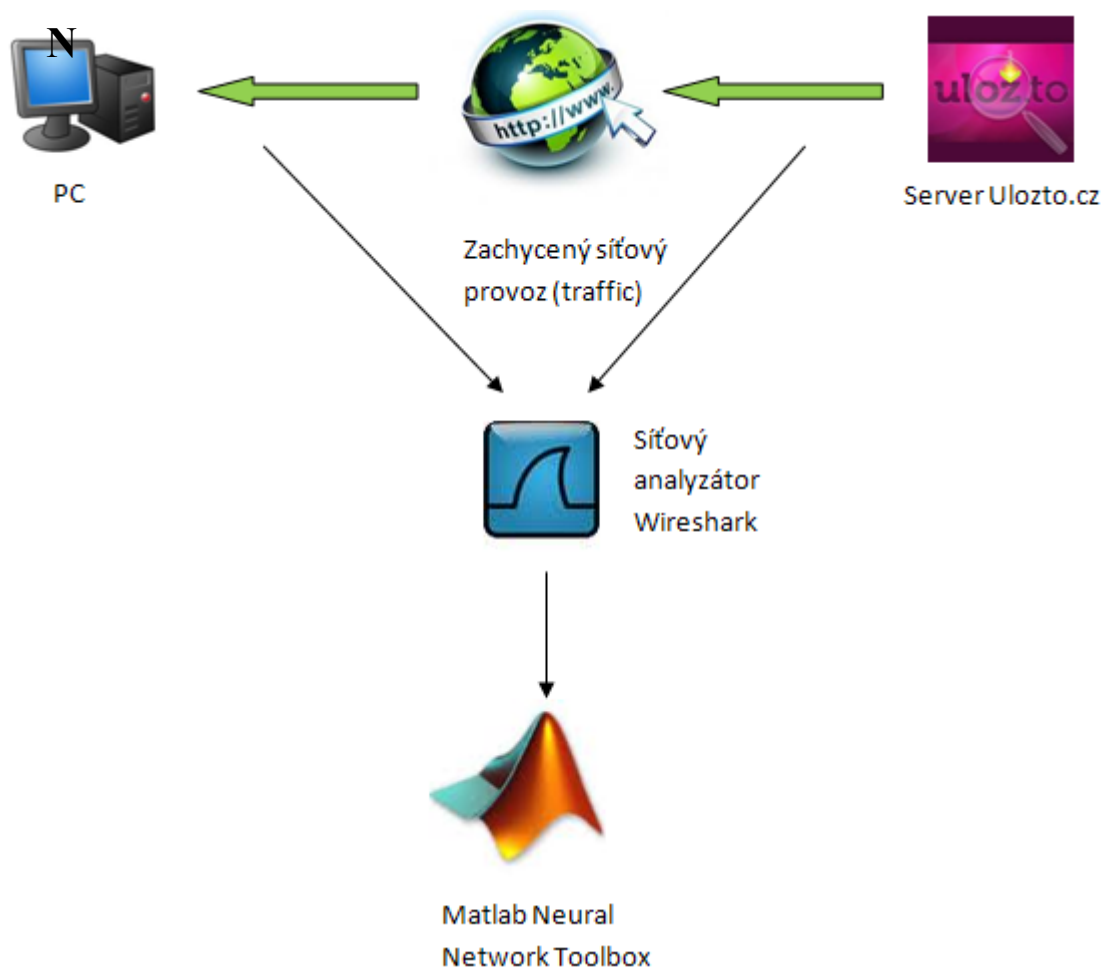 N
http://www.
ulozto
PC
Server Ulozto.cz
Zachycený síťový
provoz (traffic)
Síťový
analyzátor
Wireshark
Matlab Neural
Network Toolbox